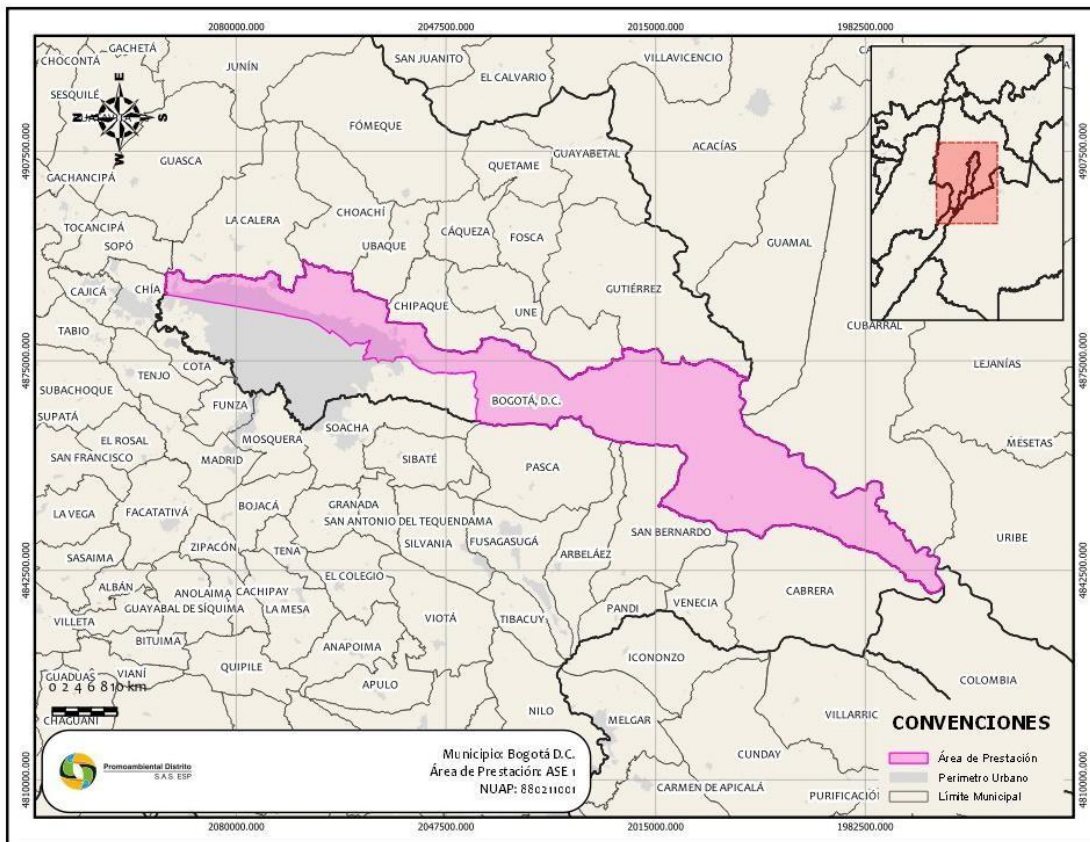 2080000.000
2047500.000
2015000.000
1982500.000
GACHETÁ
CHOCONTÁ
JUNÍN
SAN JUANITO
EL CALVARIO
VILLAVICENCIO
SESQUILÉ
E
N
S
W
FÓMEQUE
ACACÍAS
4907500.000
4907500.000
GUASCA
QUETAME
GUAYABETAL
GACHANCIPÁ
TOCANCIPÁ
LA CALERA
CHOACHÍ
SOPÓ
UBAQUE
CÁQUEZA
FOSCA
GUAMAL
CAJICÁ
CHÍA
CHIPAQUE
UNE
GUTIÉRREZ
TABIO
CUBARRAL
LEJANÍAS
4875000.000
4875000.000
COTA
TENJO
SUBACHOQUE
BOGOTÁ, D.C.
FUNZA
SUPATÁ
SOACHA
EL ROSAL
MOSQUERA
MESETAS
SAN FRANCISCO
MADRID
SIBATÉ
PASCA
LA VEGA
FACATATIVÁ
BOJACÁ
GRANADA
SAN ANTONIO DEL TEQUENDAMA
SAN BERNARDO
URIBE
SASAIMA
ZIPACÓN
TENA
SILVANIA
FUSAGASUGÁ
ARBELÁEZ
4842500.000
4842500.000
ALBÁN
ANOLAIMA
CACHIPAY
EL COLEGIO
CABRERA
GUAYABAL DE SÍQUIMA
LA MESA
VENECIA
PANDI
VILLETA
VIOTÁ
TIBACUY
BITUIMA
ANAPOIMA
ICONONZO
GUADUAS
VIANÍ
QUIPILE
APULO
COLOMBIA
0 2 4 6 8 10 km
NILO
MELGAR
VILLARRIC
CHAGUANÍ
CUNDAY
CARMEN DE APICALÁ
PURIFICACIÓ
4810000.000
4810000.000
CONVENCIONES
Área de Prestación
Perimetro Urbano
Límite Municipal
Promoambiental Distrito
S.A.S. ESP
Municipio: Bogotá D.C.
Área de Prestación: ASE 1
NUAP: 880211001
2080000.000
2047500.000
2015000.000
1982500.000